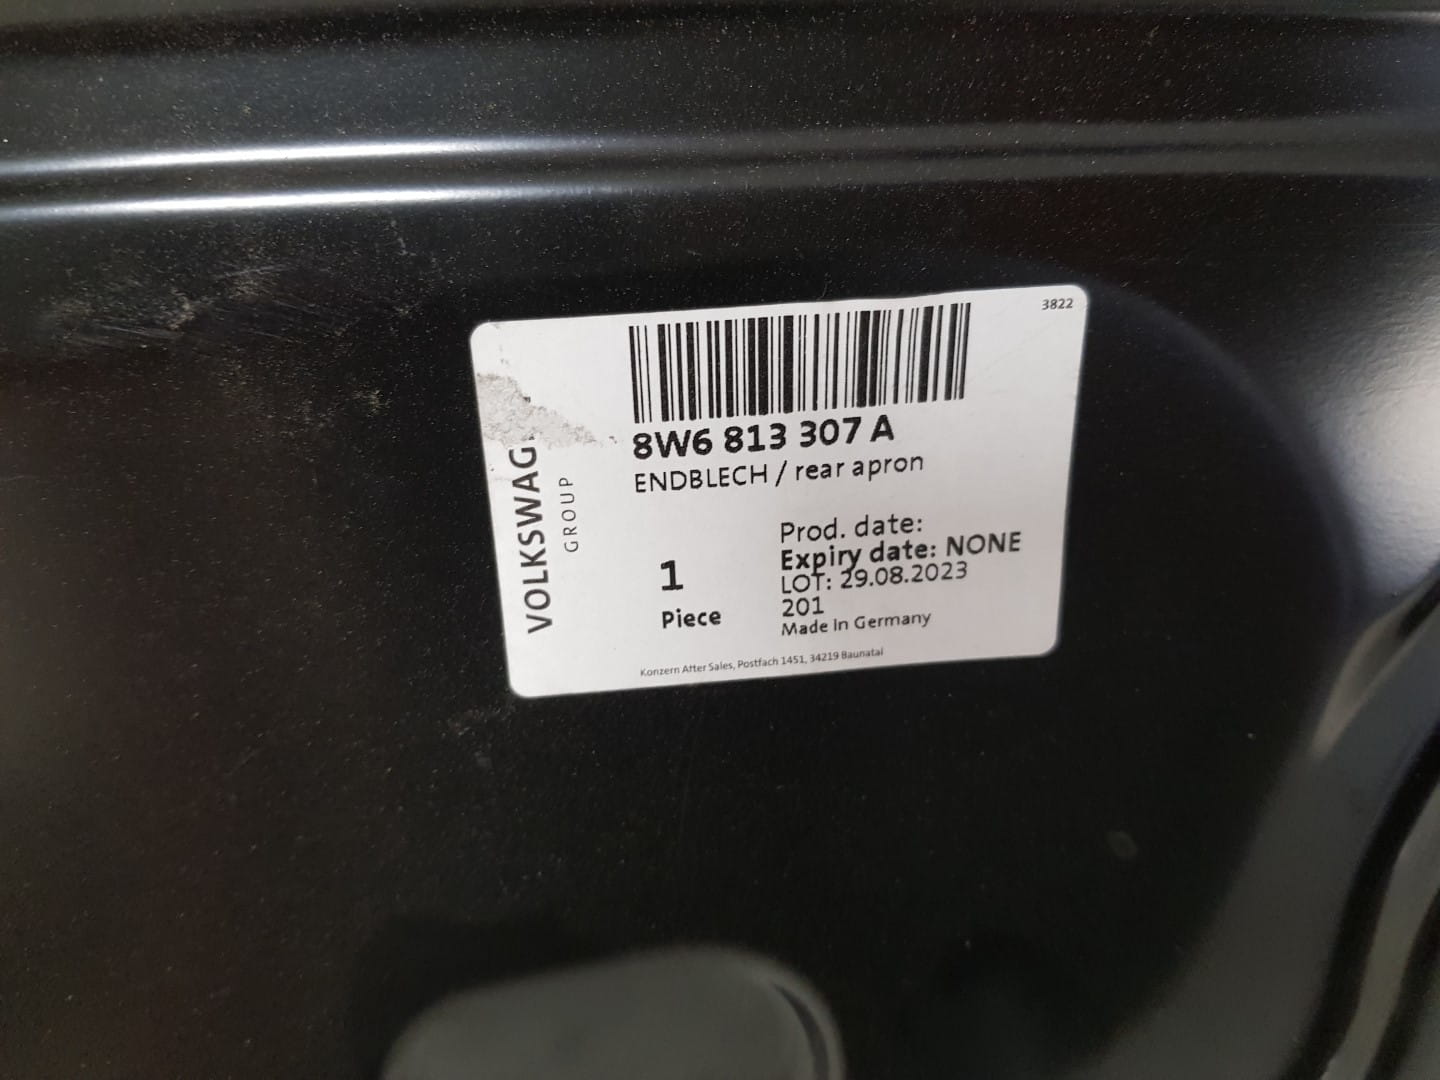 3822
8W6 813 307 A
ENDBLECH / rear apron
VOLKSWAG
GROUP
1
Piece
Prod. date:
Expiry date: NONE
LOT: 29.08.2023
201
Made In Germany
Konzern After Sales, Postfach 1451, 34219 Baunatal